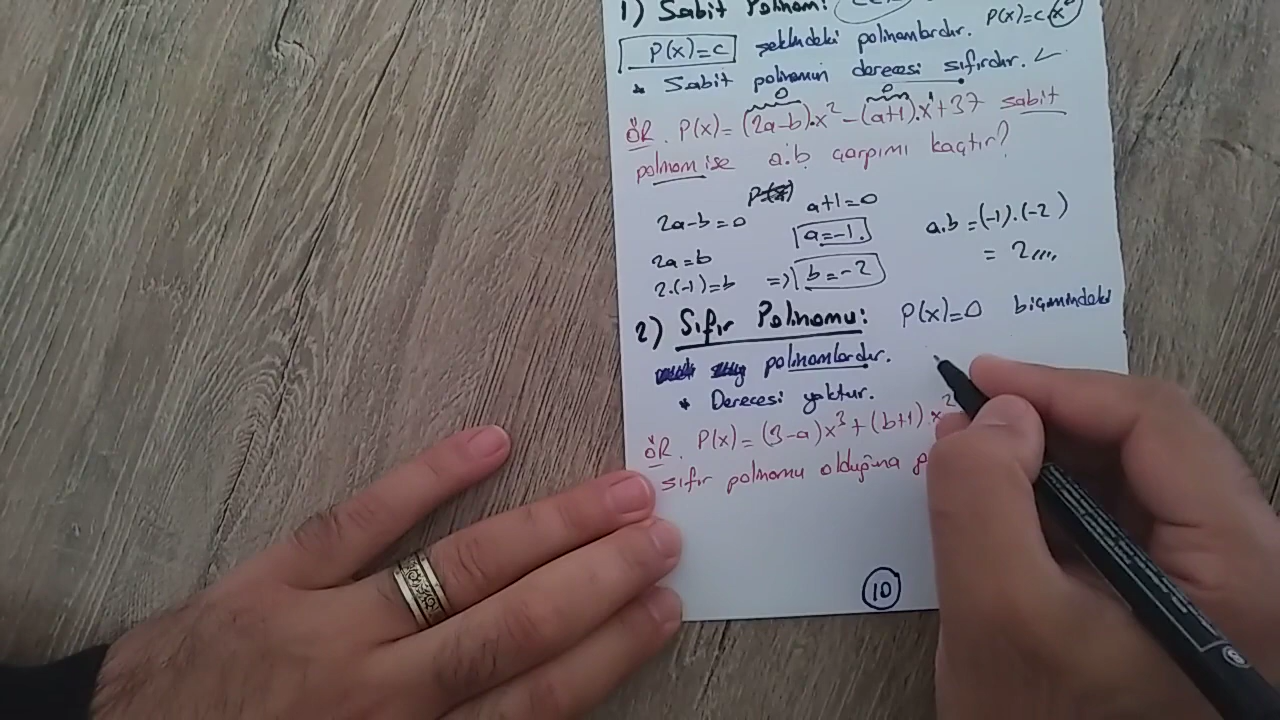 1) Sabit Polinom:
P(x)=c şeklindeki polinomlardır. P(x)=c.x⁰
* Sabit polinomun derecesi sıfırdır. ✓
0 0
ÖR. P(x)= (2a-b).x² - (a+1).x¹+37 sabit
polinom ise a.b çarpımı kaçtır?
2a-b=0 a+1=0 a.b =(-1).(-2)
2a=b a=-1. = 2
2.(-1)=b => b=-2
2) Sıfır Polinomu: P(x)=0 biçimindeki
polinomlardır.
* Derecesi yoktur.
ÖR. P(x)= (3-a)x³+(b+1).x²
sıfır polinomu olduğuna
10